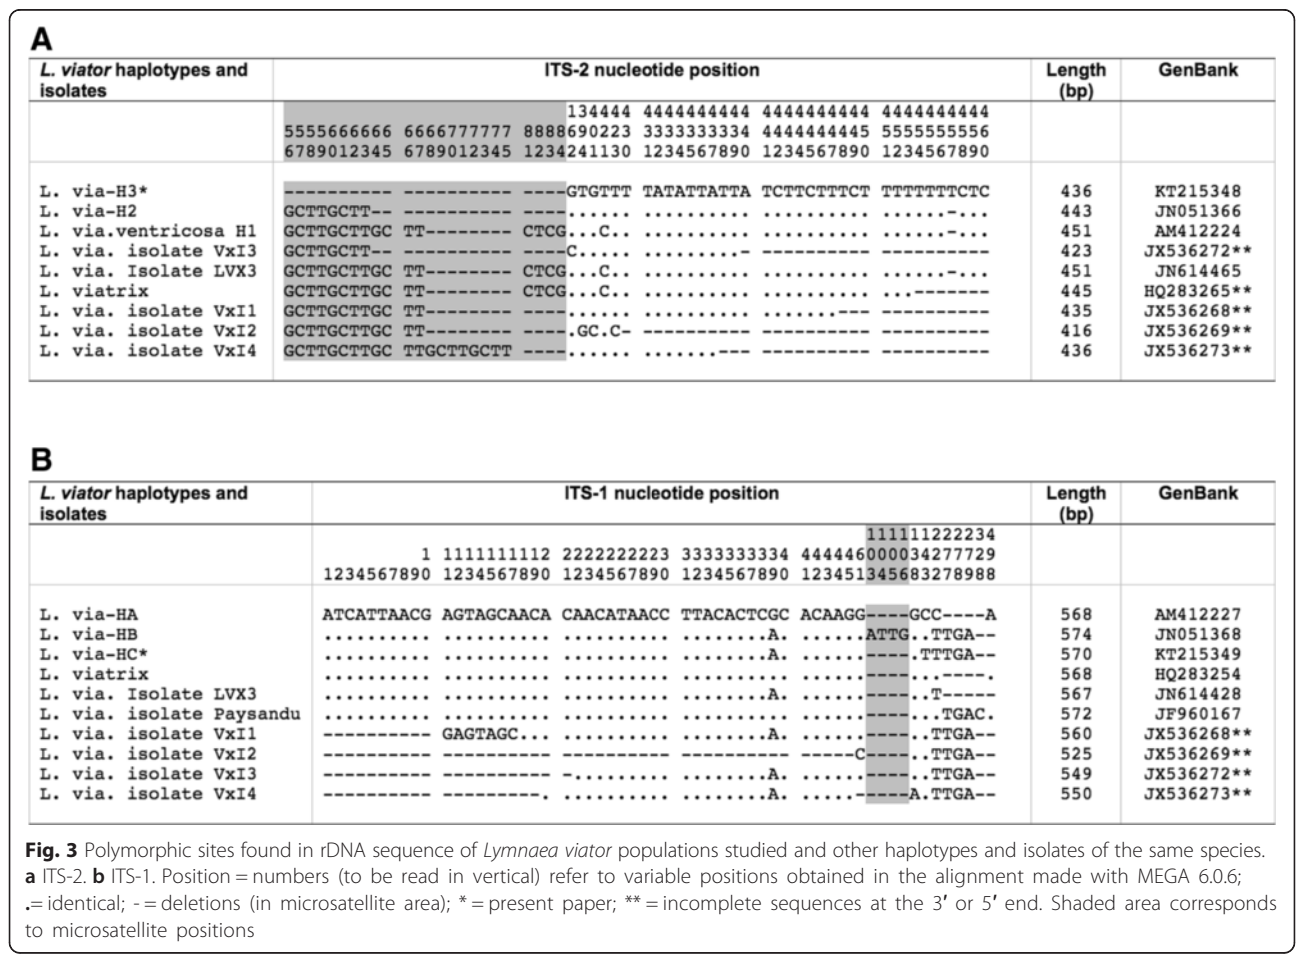 A
L. viator haplotypes and isolates ITS-2 nucleotide position Length (bp) GenBank
134444 4444444444 4444444444 4444444444
5555666666 6666777777 8888690223 3333333334 4444444445 5555555556
6789012345 6789012345 1234241130 1234567890 1234567890 1234567890
L. via-H3* ---------- ---------- ----GTGTTT TATATTATTA TCTTCTTTCT TTTTTTTCTC 436 KT215348
L. via-H2 GCTTGCTT-- ---------- ----...... .......... .......... ......-... 443 JN051366
L. via.ventricosa H1 GCTTGCTTGC TT-------- CTCG...C.. .......... .......... ......-... 451 AM412224
L. via. isolate VxI3 GCTTGCTT-- ---------- ----C..... ........-- ---------- ---------- 423 JX536272**
L. via. Isolate LVX3 GCTTGCTTGC TT-------- CTCG...C.. .......... .......... ......-... 451 JN614465
L. viatrix GCTTGCTTGC TT-------- CTCG...C.. .......... .......... ...------- 445 HQ283265**
L. via. isolate VxI1 GCTTGCTTGC TT-------- ----...... .......... ......---- ---------- 435 JX536268**
L. via. isolate VxI2 GCTTGCTTGC TT-------- ----.GC.C- ---------- ---------- ---------- 416 JX536269**
L. via. isolate VxI4 GCTTGCTTGC TTGCTTGCTT ----...... ......---- ---------- ---------- 436 JX536273**
B
L. viator haplotypes and isolates ITS-1 nucleotide position Length (bp) GenBank
11111222234
1 1111111112 2222222223 3333333334 44444600003427 7729
1234567890 1234567890 1234567890 1234567890 123451345683278988
L. via-HA ATCATTAACG AGTAGCAACA CAACATAACC TTACACTCGC ACAAGG----GCC----A 568 AM412227
L. via-HB .......... .......... .......... .......A. ......ATTG..TTGA-- 574 JN051368
L. via-HC* .......... .......... .......... .......A. ......----.TTTGA-- 570 KT215349
L. viatrix .......... .......... .......... .......... ......----...----. 568 HQ283254
L. via. Isolate LVX3 .......... .......... .......... .......A. ......----..T----. 567 JN614428
L. via. isolate Paysandu .......... .......... .......... .......... ......----...TGAC. 572 JF960167
L. via. isolate VxI1 ---------- GAGTAGC... .......... ........A. ......----..TTGA-- 560 JX536268**
L. via. isolate VxI2 ---------- ---------- ---------- ---------- -----C----..TTGA-- 525 JX536269**
L. via. isolate VxI3 ---------- ---------- -......... ........A. ......----..TTGA-- 549 JX536272**
L. via. isolate VxI4 ---------- ---------. .......... ........A. .....-----A.TTGA-- 550 JX536273**
Fig. 3 Polymorphic sites found in rDNA sequence of Lymnaea viator populations studied and other haplotypes and isolates of the same species.
a ITS-2. b ITS-1. Position = numbers (to be read in vertical) refer to variable positions obtained in the alignment made with MEGA 6.0.6;
.= identical; - = deletions (in microsatellite area); * = present paper; ** = incomplete sequences at the 3′ or 5′ end. Shaded area corresponds
to microsatellite positions